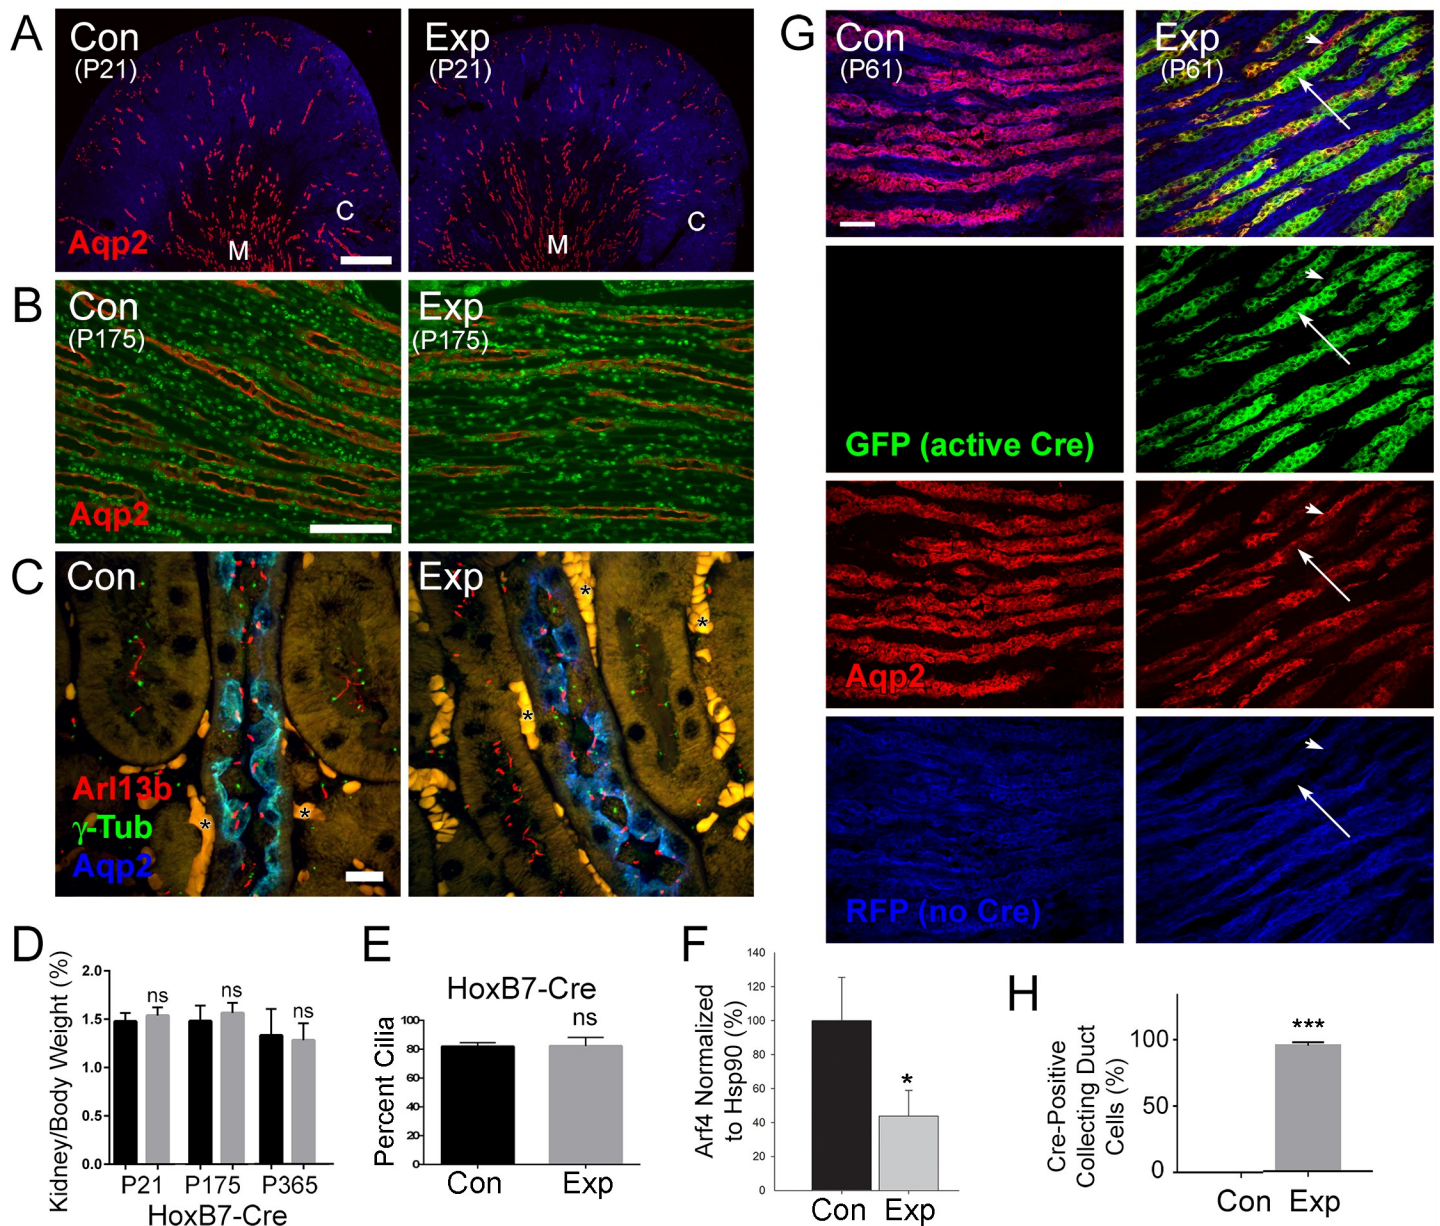 A
Con
(P21)
Exp
(P21)
C
C
Aqp2
M
M
B
Con
(P175)
Exp
(P175)
Aqp2
C
Con
Exp
*
*
*
*
*
Arl13b
γ-Tub
Aqp2
D
Kidney/Body Weight (%)
2.0
1.5
1.0
0.5
0.0
ns
ns
ns
P21
P175
P365
HoxB7-Cre
E
HoxB7-Cre
Percent Cilia
100
80
60
40
20
0
ns
Con
Exp
F
Arf4 Normalized
to Hsp90 (%)
140
120
100
80
60
40
20
0
*
Con
Exp
G
Con
(P61)
Exp
(P61)
GFP (active Cre)
Aqp2
RFP (no Cre)
H
Cre-Positive
Collecting Duct
Cells (%)
100
50
0
***
Con
Exp